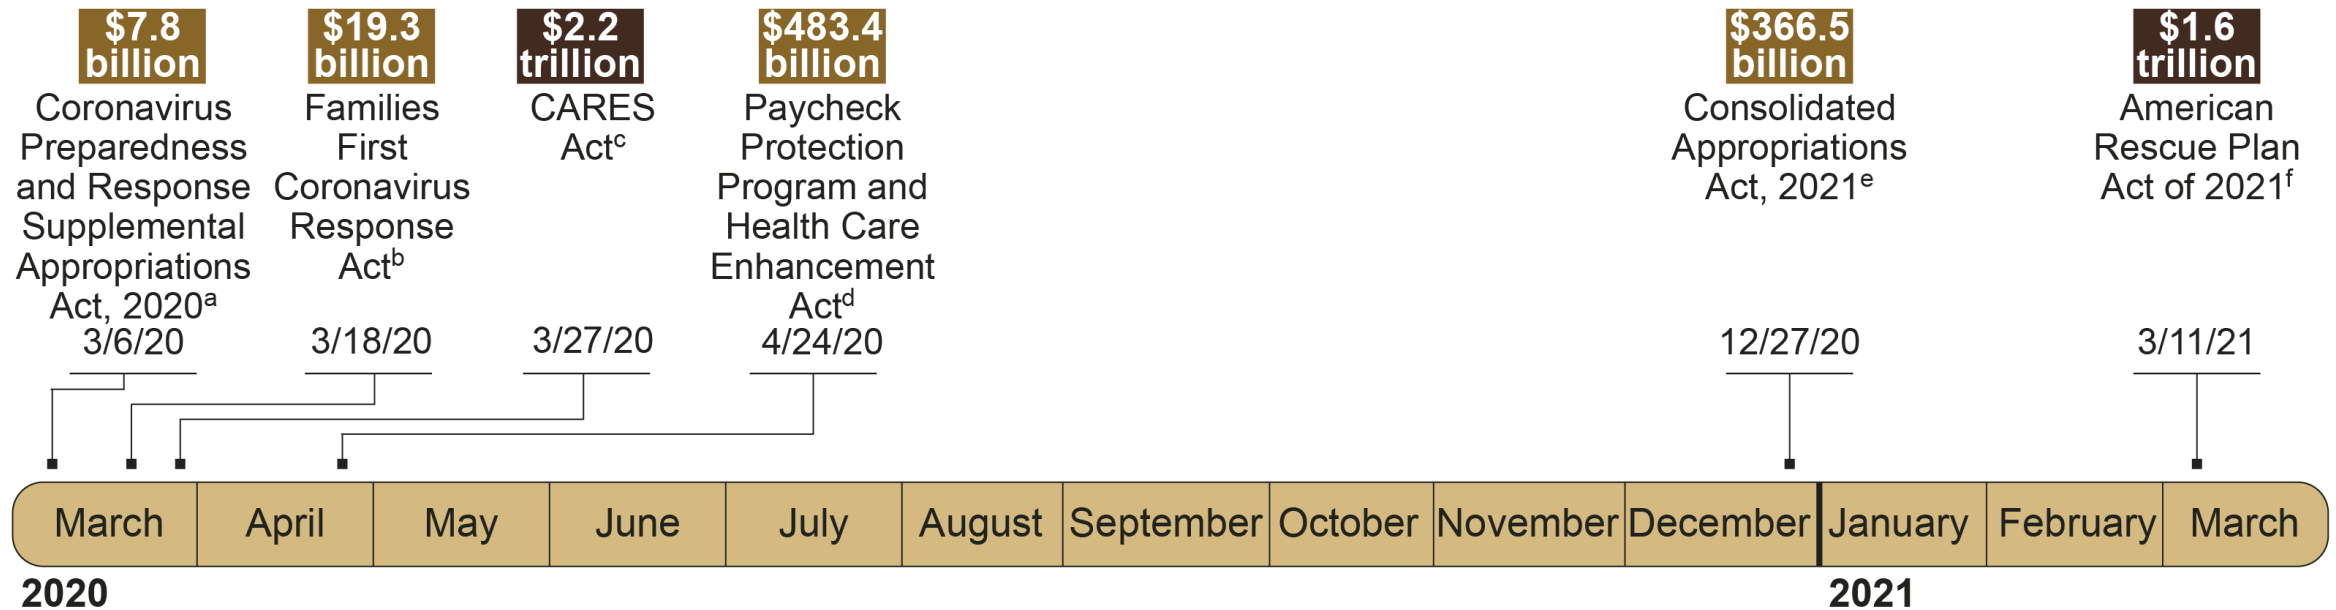 $7.8
billion
Coronavirus
Preparedness
and Response
Supplemental
Appropriations
Act, 2020a
3/6/20
$19.3
billion
Families
First
Coronavirus
Response
Actb
3/18/20
$2.2
trillion
CARES
Actc
3/27/20
$483.4
billion
Paycheck
Protection
Program and
Health Care
Enhancement
Actd
4/24/20
$366.5
billion
Consolidated
Appropriations
Act, 2021e
12/27/20
$1.6
trillion
American
Rescue Plan
Act of 2021f
3/11/21
March April May June July August September October November December January February March
2020 2021